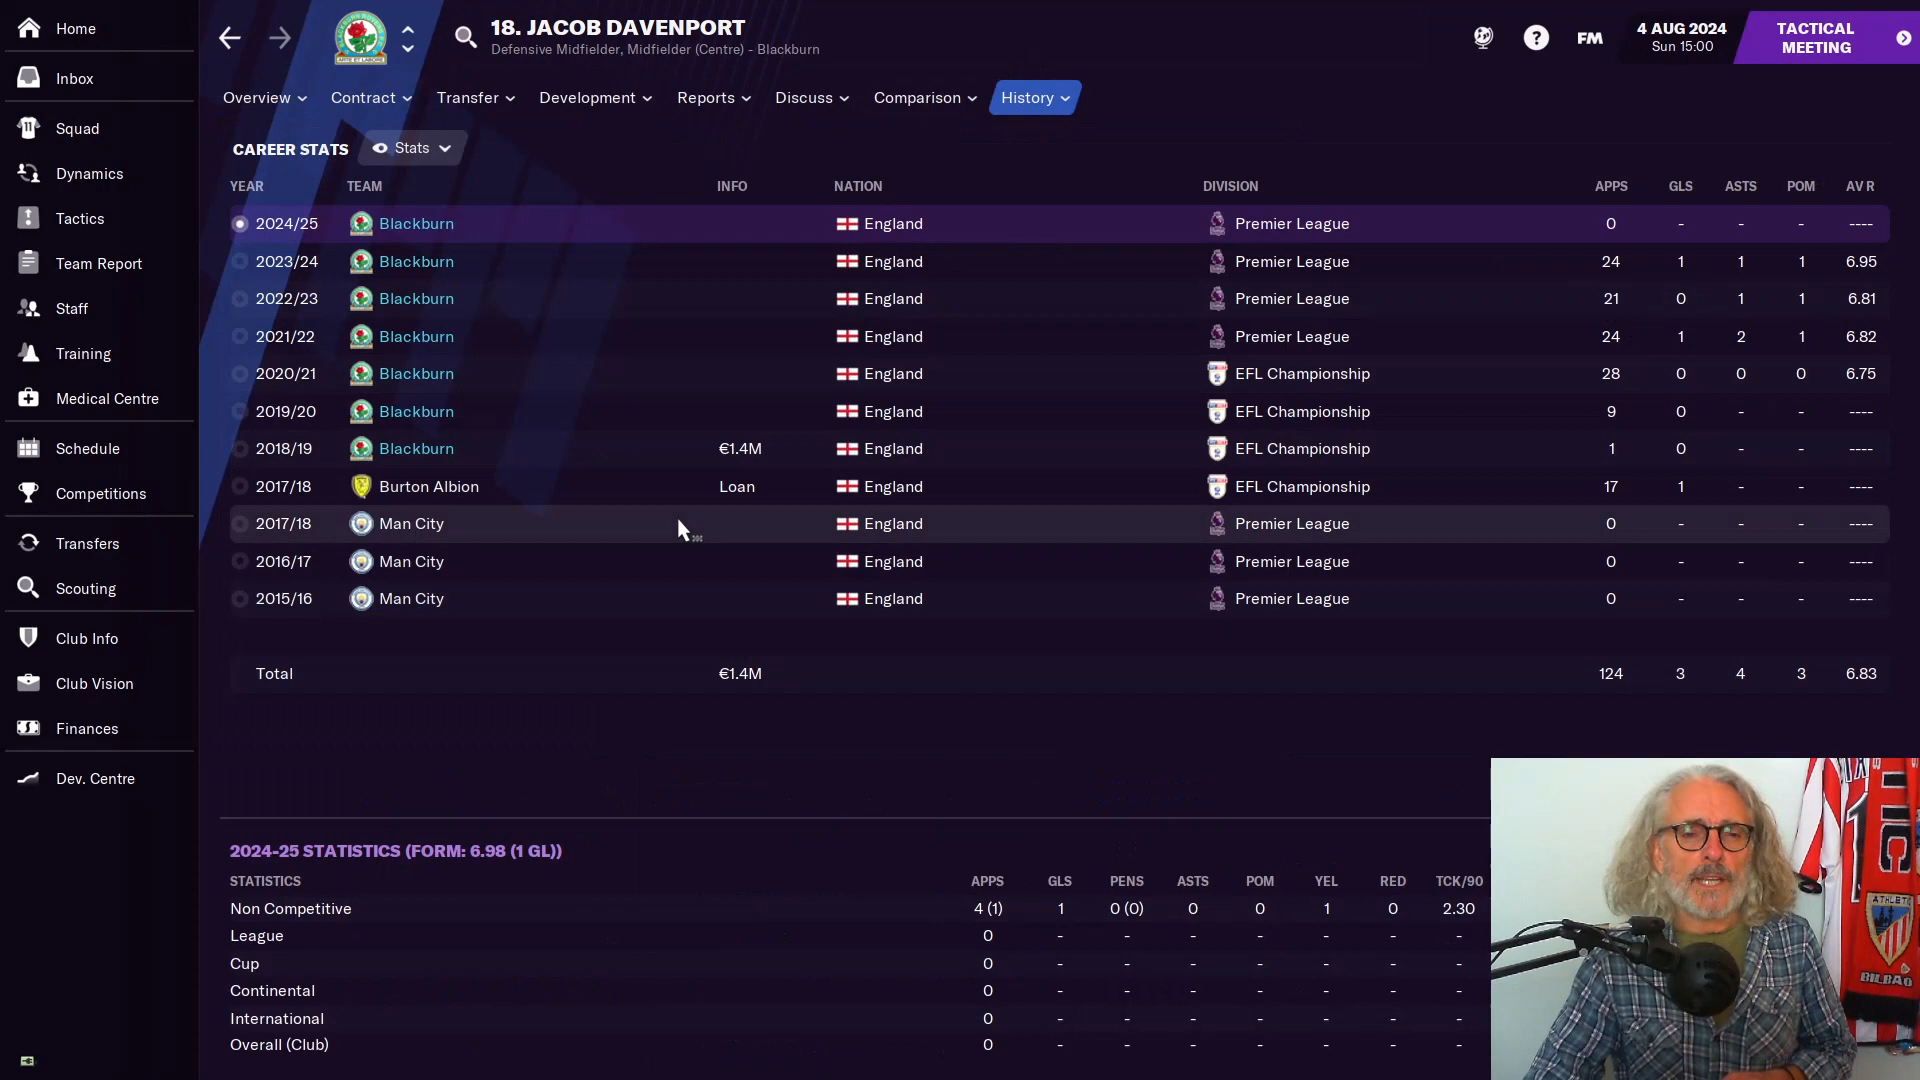 Home
Inbox
Squad
Dynamics
Tactics
Team Report
Staff
Training
Medical Centre
Schedule
Competitions
Transfers
Scouting
Club Info
Club Vision
Finances
Dev. Centre
18. JACOB DAVENPORT
Defensive Midfielder, Midfielder (Centre) - Blackburn
FM
4 AUG 2024
Sun 15:00
TACTICAL
MEETING
Overview Contract Transfer Development Reports Discuss Comparison History
CAREER STATS Stats
YEAR TEAM INFO NATION DIVISION APPS GLS ASTS POM AV R
2024/25 Blackburn England Premier League 0 - - - ----
2023/24 Blackburn England Premier League 24 1 1 1 6.95
2022/23 Blackburn England Premier League 21 0 1 1 6.81
2021/22 Blackburn England Premier League 24 1 2 1 6.82
2020/21 Blackburn England EFL Championship 28 0 0 0 6.75
2019/20 Blackburn England EFL Championship 9 0 - - ----
2018/19 Blackburn €1.4M England EFL Championship 1 0 - - ----
2017/18 Burton Albion Loan England EFL Championship 17 1 - - ----
2017/18 Man City England Premier League 0 - - - ----
2016/17 Man City England Premier League 0 - - - ----
2015/16 Man City England Premier League 0 - - - ----
Total €1.4M 124 3 4 3 6.83
2024-25 STATISTICS (FORM: 6.98 (1 GL))
STATISTICS APPS GLS PENS ASTS POM YEL RED TCK/90
Non Competitive 4 (1) 1 0 (0) 0 0 1 0 2.30
League 0 - - - - - - -
Cup 0 - - - - - - -
Continental 0 - - - - - - -
International 0 - - - - - - -
Overall (Club) 0 - - - - - - -
ATHLETIC
BILBAO